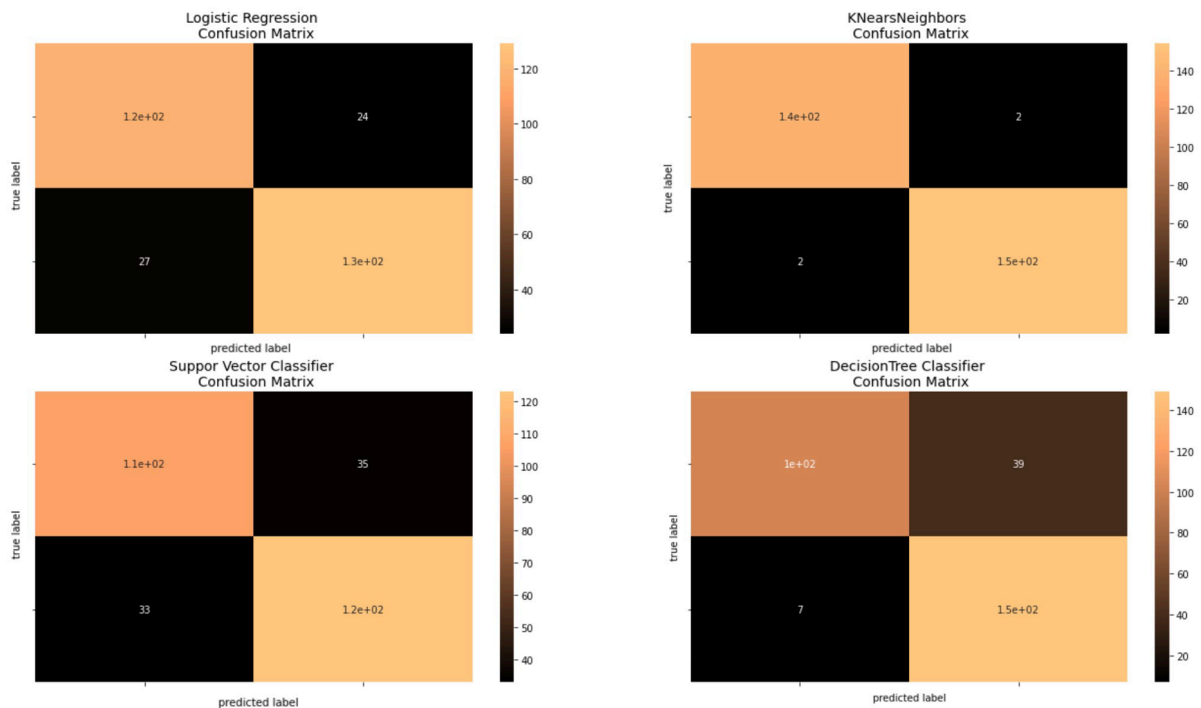 Logistic Regression
Confusion Matrix
1.2e+02
24
27
1.3e+02
true label
predicted label
120
100
80
60
40
KNearsNeighbors
Confusion Matrix
1.4e+02
2
2
1.5e+02
true label
predicted label
140
120
100
80
60
40
20
Suppor Vector Classifier
Confusion Matrix
1.1e+02
35
33
1.2e+02
true label
predicted label
120
110
100
90
80
70
60
50
40
DecisionTree Classifier
Confusion Matrix
1e+02
39
7
1.5e+02
true label
predicted label
140
120
100
80
60
40
20